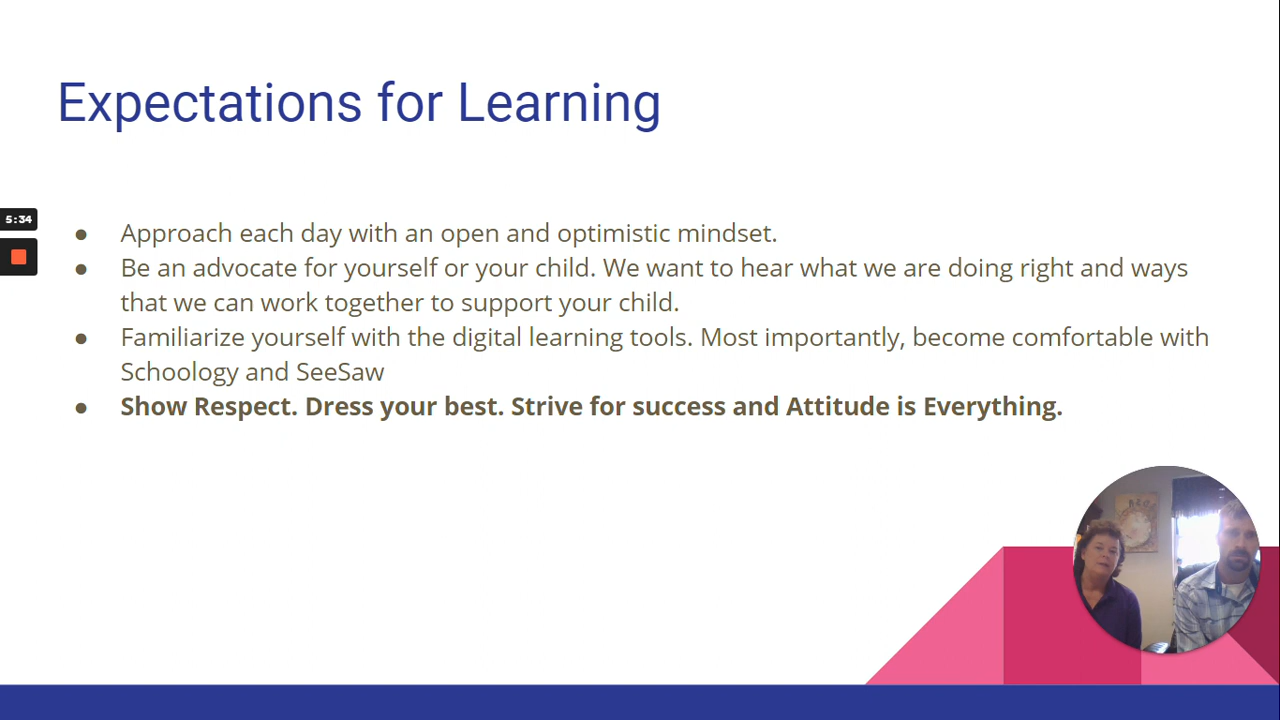 Expectations for Learning
5:34
● Approach each day with an open and optimistic mindset.
● Be an advocate for yourself or your child. We want to hear what we are doing right and ways
that we can work together to support your child.
● Familiarize yourself with the digital learning tools. Most importantly, become comfortable with
Schoology and SeeSaw
● Show Respect. Dress your best. Strive for success and Attitude is Everything.